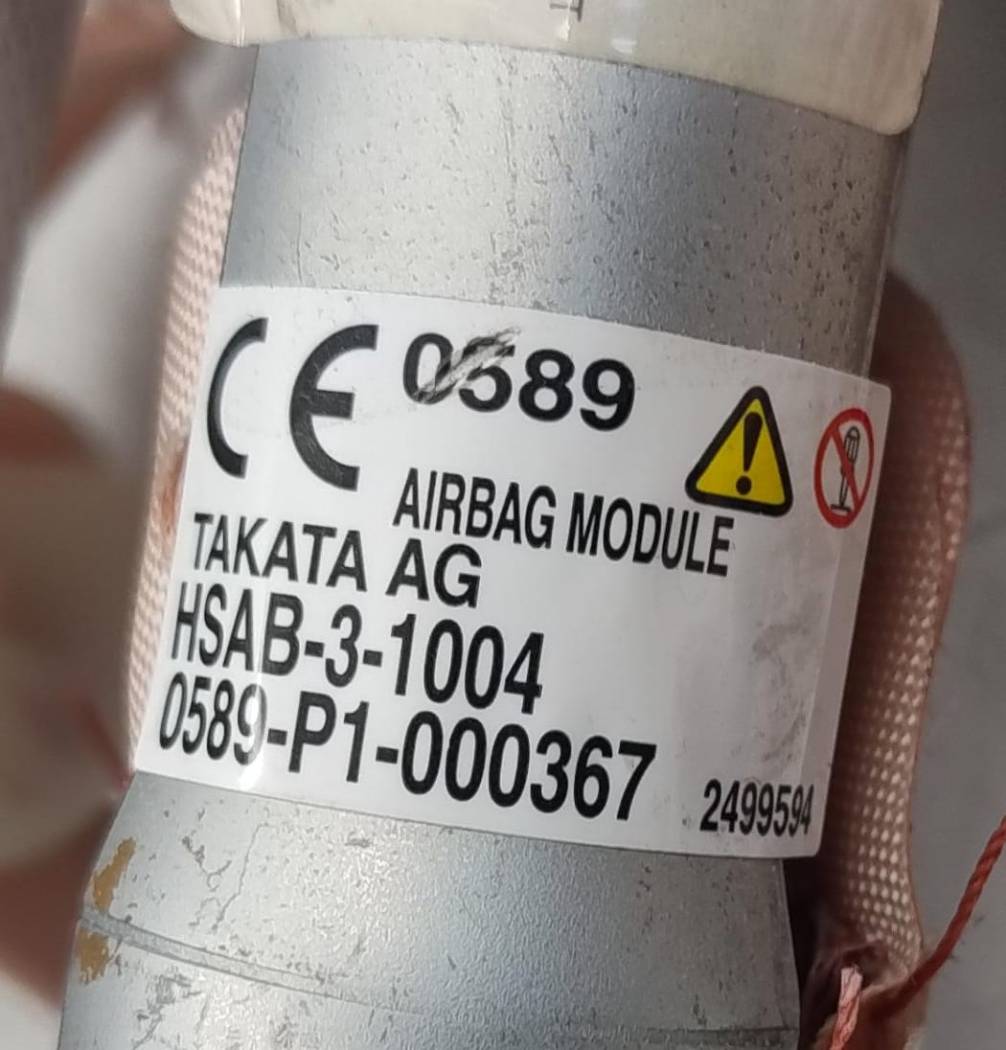 CE 0589
AIRBAG MODULE
TAKATA AG
HSAB-3-1004
0589-P1-000367
2499594